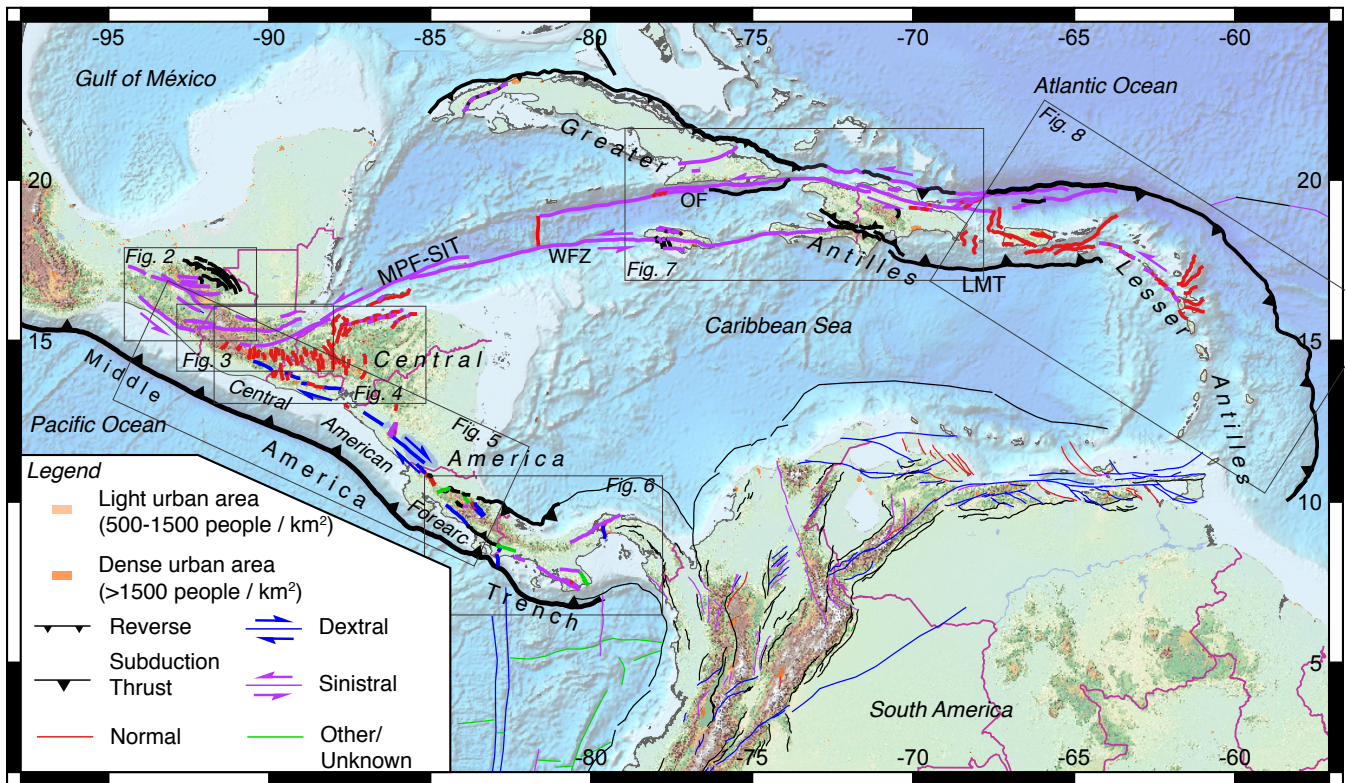 -95 -90 -85 -80 -75 -70 -65 -60
Gulf of México
Atlantic Ocean
Fig. 8
Greater
20
20
OF
MPF-SIT
WFZ
Fig. 7
Antilles
LMT
Lesser
Fig. 2
Caribbean Sea
15
15
Fig. 3
Central
Middle
Central
Fig. 4
Antilles
Pacific Ocean
American
Fig. 5
America
America
Forearc
Fig. 6
10
Trench
5
South America
Legend
Light urban area
(500-1500 people / km²)
Dense urban area
(>1500 people / km²)
Reverse
Dextral
Subduction
Thrust
Sinistral
Normal
Other/
Unknown
-80 -75 -70 -65 -60